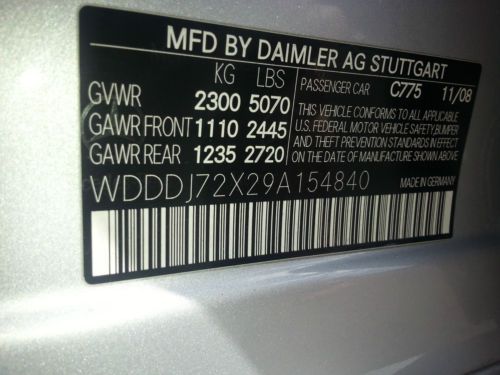 MFD BY DAIMLER AG STUTTGART
KG LBS
GVWR 2300 5070
GAWR FRONT 1110 2445
GAWR REAR 1235 2720
PASSENGER CAR C775 11/08
THIS VEHICLE CONFORMS TO ALL APPLICABLE
U.S. FEDERAL MOTOR VEHICLE SAFETY, BUMPER
AND THEFT PREVENTION STANDARDS IN EFFECT
ON THE DATE OF MANUFACTURE SHOWN ABOVE.
WDDDJ72X29A154840
MADE IN GERMANY